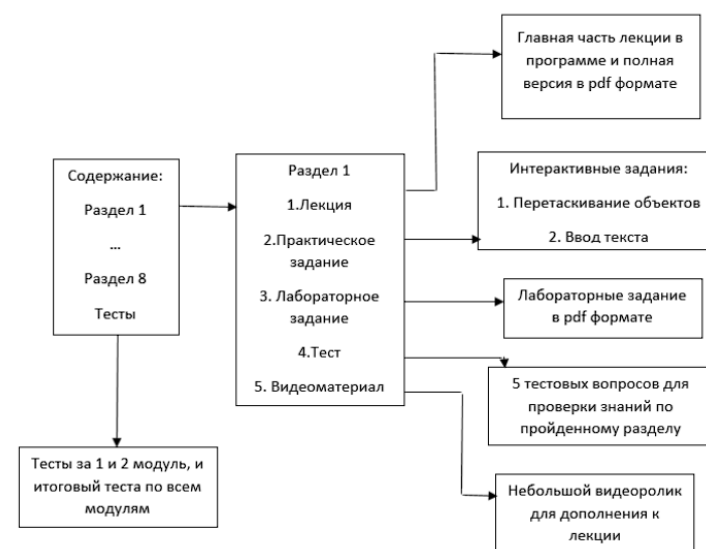 Содержание:
Раздел 1
...
Раздел 8
Тесты
Тесты за 1 и 2 модуль, и
итоговый теста по всем
модулям
Раздел 1
1.Лекция
2.Практическое
задание
3. Лабораторное
задание
4.Тест
5. Видеоматериал
Главная часть лекции в
программе и полная
версия в pdf формате
Интерактивные задания:
1. Перетаскивание объектов
2. Ввод текста
Лабораторные задание
в pdf формате
5 тестовых вопросов для
проверки знаний по
пройденному разделу
Небольшой видеоролик
для дополнения к
лекции